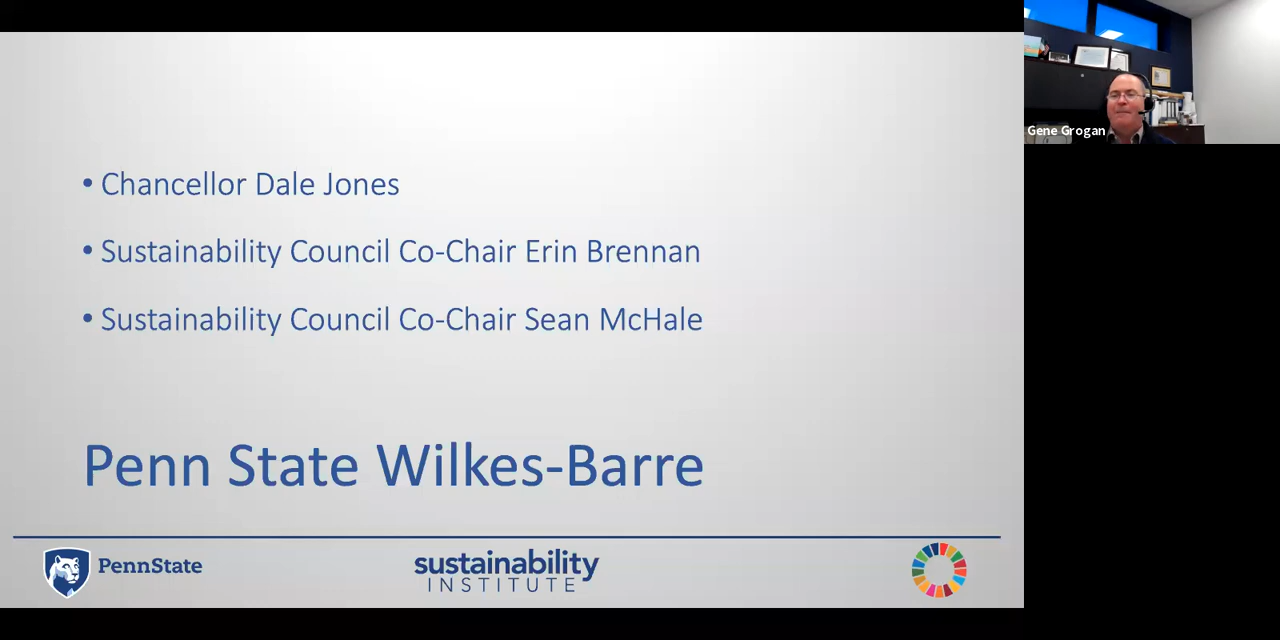 • Chancellor Dale Jones
• Sustainability Council Co-Chair Erin Brennan
• Sustainability Council Co-Chair Sean McHale
Penn State Wilkes-Barre
PennState
sustainability
INSTITUTE
Gene Grogan